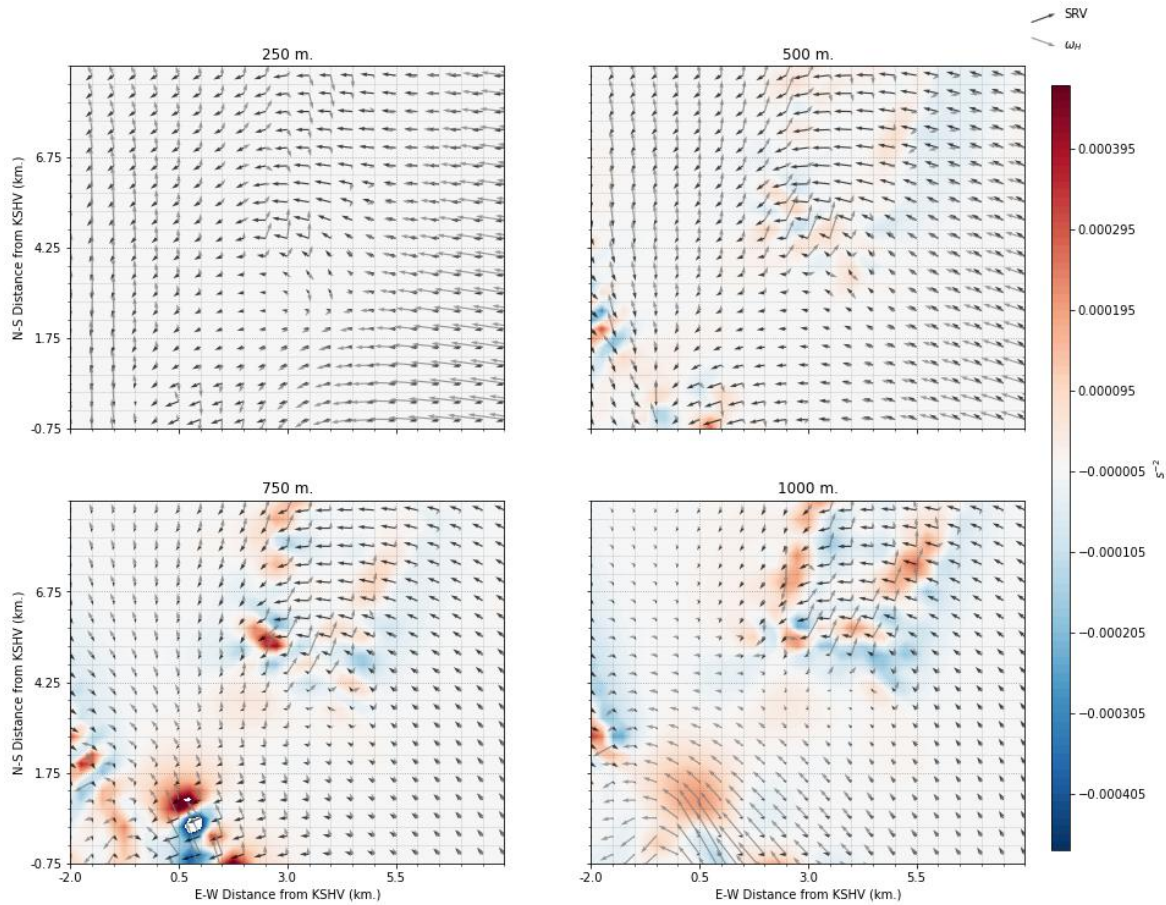 SRV
ωH
250 m.
500 m.
N-S Distance from KSHV (km.)
6.75
4.25
1.75
-0.75
0.000395
0.000295
0.000195
0.000095
−0.000005
−0.000105
−0.000205
−0.000305
−0.000405
s−2
750 m.
1000 m.
N-S Distance from KSHV (km.)
6.75
4.25
1.75
-0.75
-2.0 0.5 3.0 5.5
E-W Distance from KSHV (km.)
-2.0 0.5 3.0 5.5
E-W Distance from KSHV (km.)